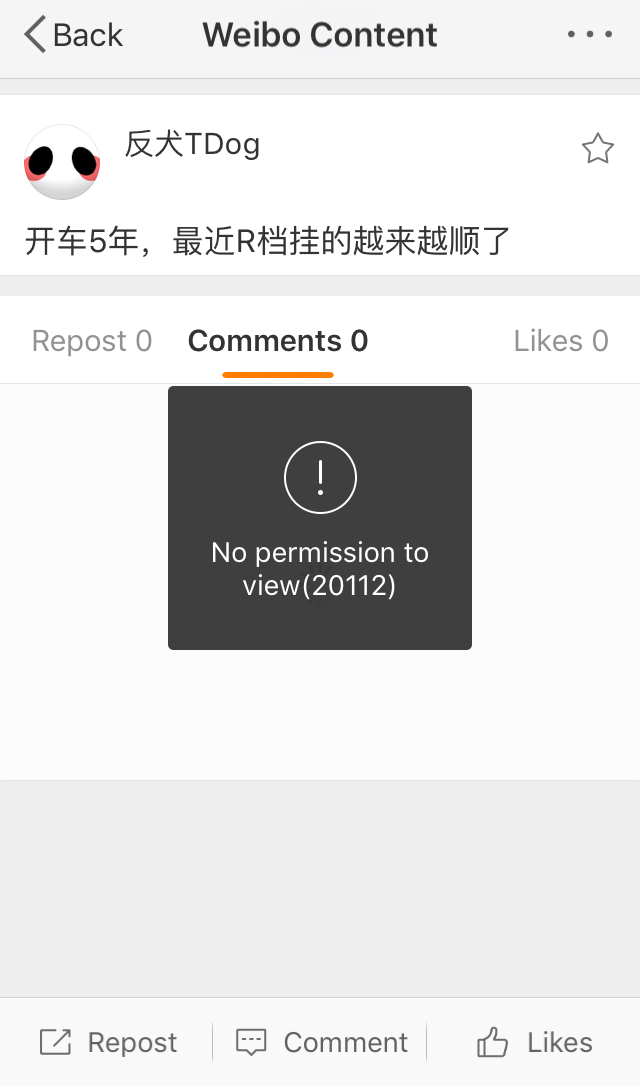 Back
Weibo Content
反犬TDog
开车5年，最近R档挂的越来越顺了
Repost 0
Comments 0
Likes 0
No permission to
view(20112)
Repost
Comment
Likes